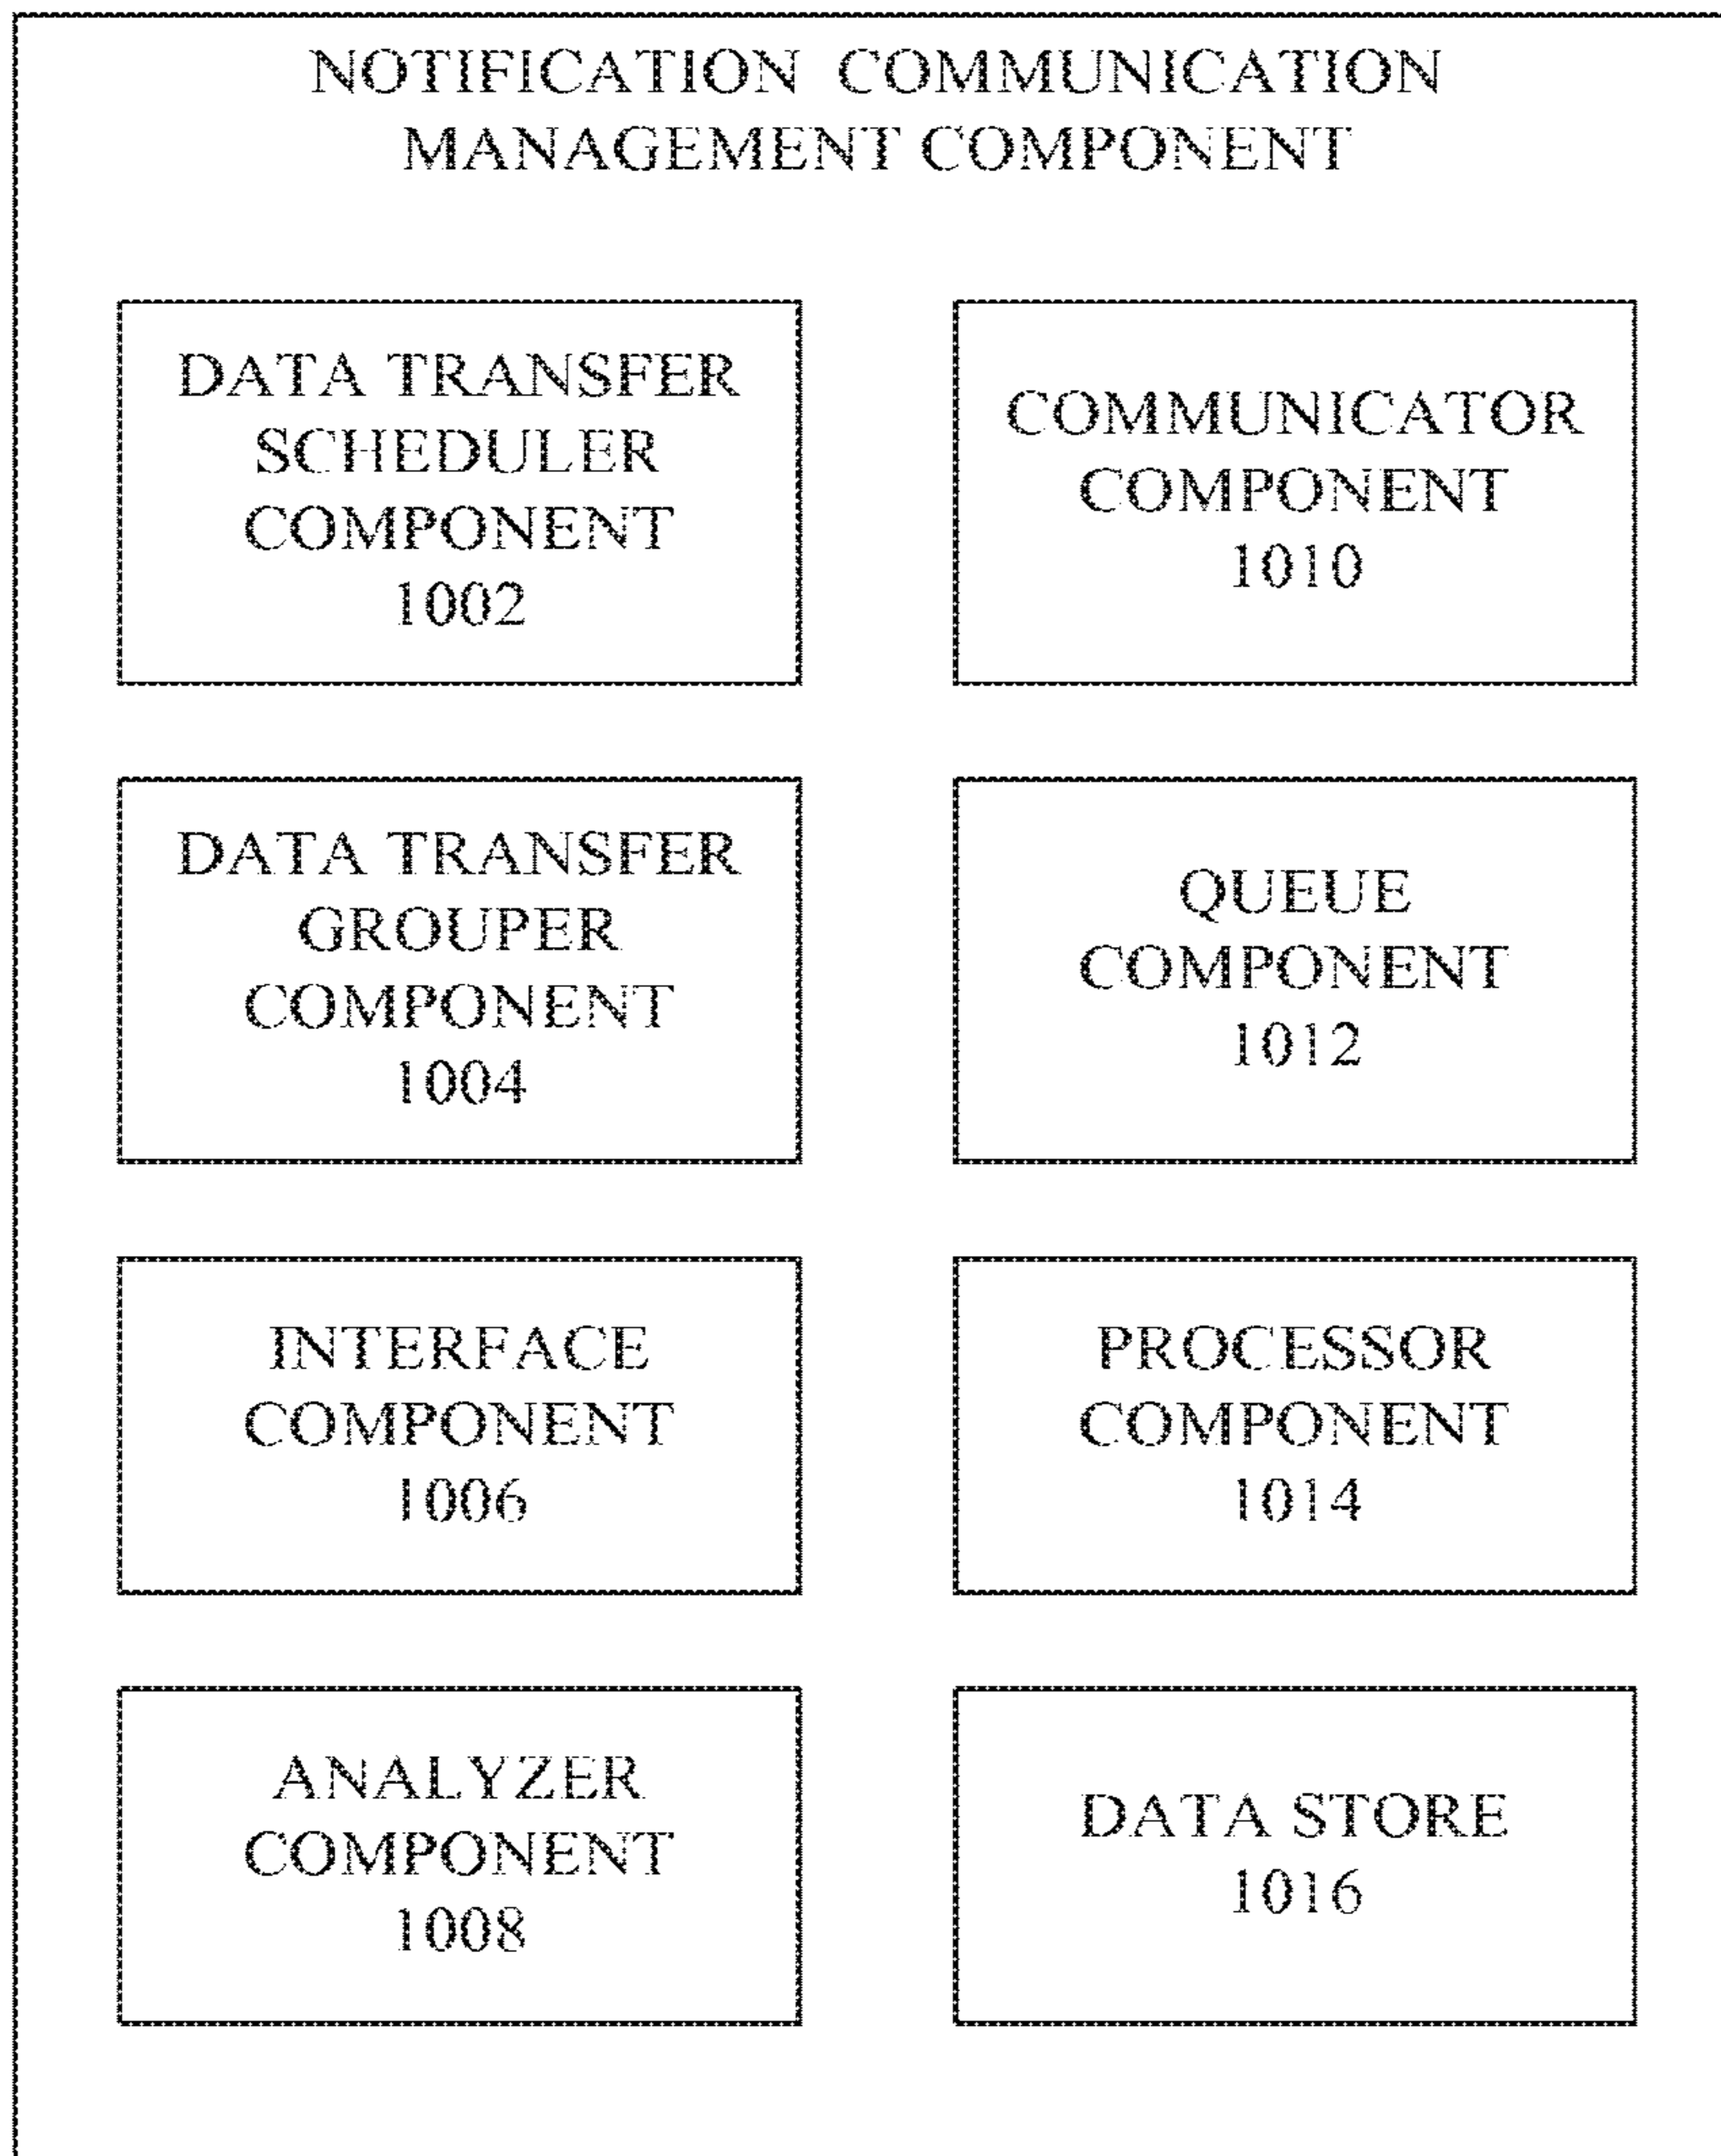 NOTIFICATION COMMUNICATION
MANAGEMENT COMPONENT
DATA TRANSFER
SCHEDULER
COMPONENT
1002
COMMUNICATOR
COMPONENT
1010
DATA TRANSFER
GROUPER
COMPONENT
1004
QUEUE
COMPONENT
1012
INTERFACE
COMPONENT
1006
PROCESSOR
COMPONENT
1014
ANALYZER
COMPONENT
1008
DATA STORE
1016